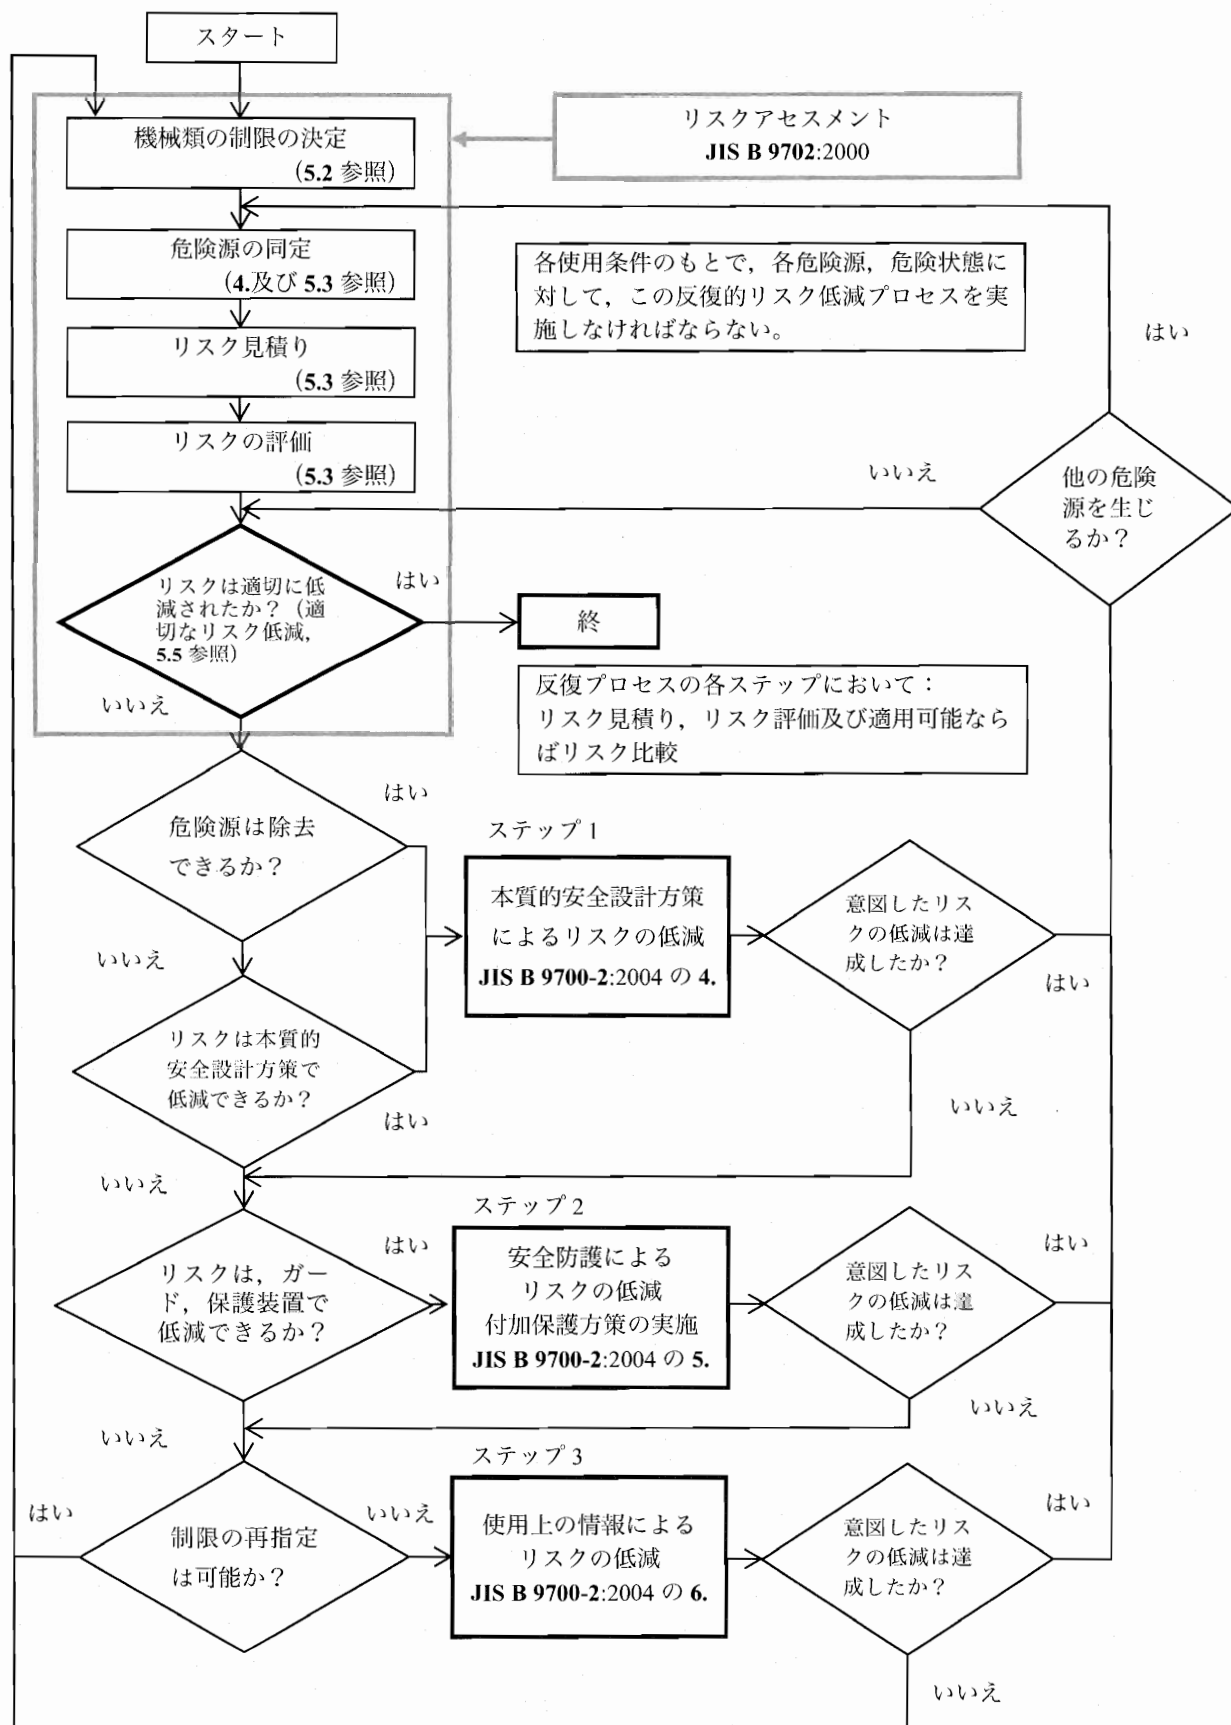 スタート
機械類の制限の決定
(5.2 参照)
リスクアセスメント
JIS B 9702:2000
危険源の同定
(4.及び 5.3 参照)
各使用条件のもとで，各危険源，危険状態に
対して，この反復的リスク低減プロセスを実
施しなければならない。
はい
リスク見積り
(5.3 参照)
リスクの評価
(5.3 参照)
いいえ
他の危険
源を生じ
るか？
リスクは適切に低
減されたか？（適
切なリスク低減,
5.5 参照）
はい
終
いいえ
反復プロセスの各ステップにおいて：
リスク見積り，リスク評価及び適用可能なら
ばリスク比較
危険源は除去
できるか？
はい
ステップ 1
本質的安全設計方策
によるリスクの低減
JIS B 9700-2:2004 の 4.
意図したリス
クの低減は達
成したか？
はい
いいえ
リスクは本質的
安全設計方策で
低減できるか？
はい
いいえ
いいえ
ステップ 2
リスクは，ガー
ド，保護装置で
低減できるか？
はい
安全防護による
リスクの低減
付加保護方策の実施
JIS B 9700-2:2004 の 5.
意図したリス
クの低減は達
成したか？
はい
いいえ
いいえ
ステップ 3
はい
制限の再指定
は可能か？
いいえ
使用上の情報による
リスクの低減
JIS B 9700-2:2004 の 6.
意図したリス
クの低減は達
成したか？
はい
いいえ